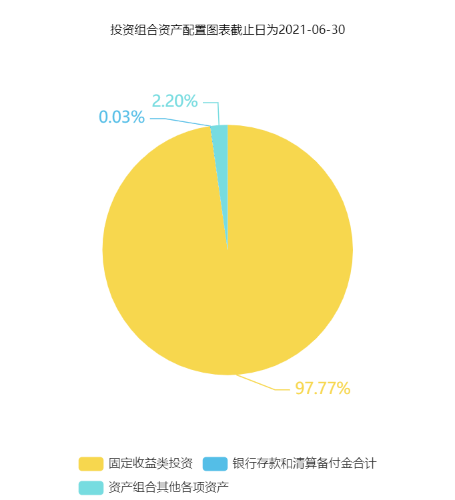 投资组合资产配置图表截止日为2021-06-30
2.20%
0.03%
97.77%
固定收益类投资 银行存款和清算备付金合计
资产组合其他各项资产